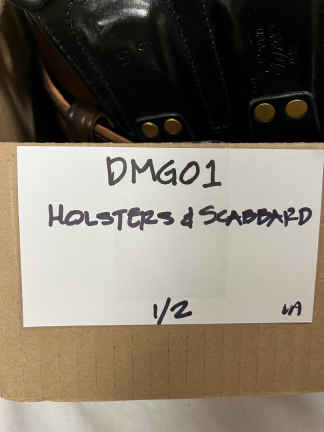 DMG01
HOLSTERS & SCABBARD
1/2